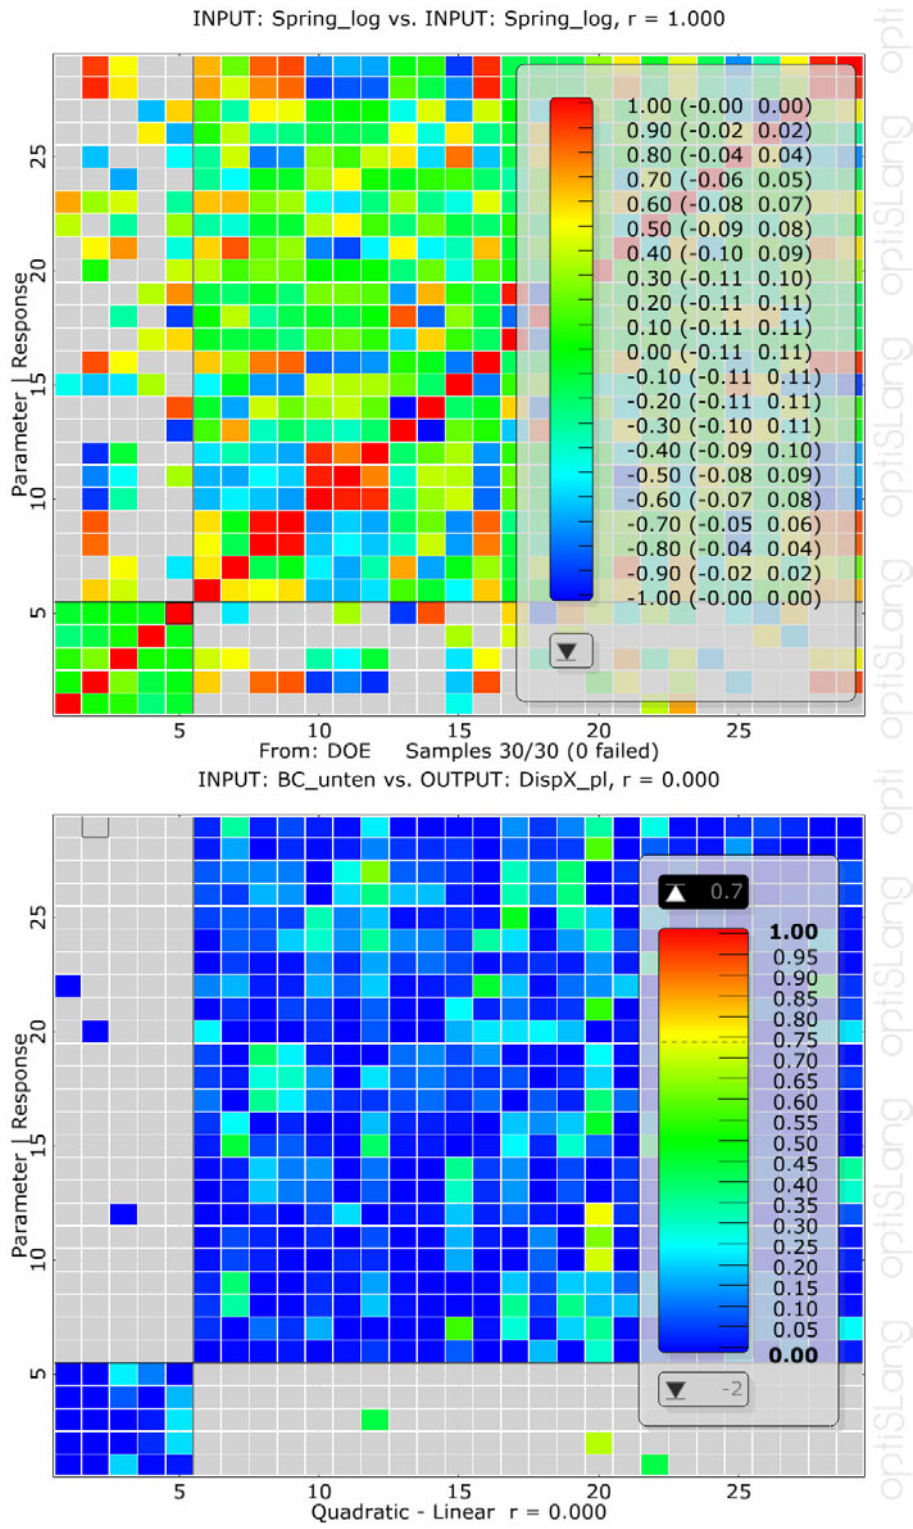 INPUT: Spring_log vs. INPUT: Spring_log, r = 1.000
1.00 (-0.00 0.00)
0.90 (-0.02 0.02)
0.80 (-0.04 0.04)
0.70 (-0.06 0.05)
0.60 (-0.08 0.07)
0.50 (-0.09 0.08)
0.40 (-0.10 0.09)
0.30 (-0.11 0.10)
0.20 (-0.11 0.11)
0.10 (-0.11 0.11)
0.00 (-0.11 0.11)
-0.10 (-0.11 0.11)
-0.20 (-0.11 0.11)
-0.30 (-0.10 0.11)
-0.40 (-0.09 0.10)
-0.50 (-0.08 0.09)
-0.60 (-0.07 0.08)
-0.70 (-0.05 0.06)
-0.80 (-0.04 0.04)
-0.90 (-0.02 0.02)
-1.00 (-0.00 0.00)
Parameter | Response
25
20
15
10
5
5 10 15 20 25
From: DOE Samples 30/30 (0 failed)
INPUT: BC_unten vs. OUTPUT: DispX_pl, r = 0.000
0.7
1.00
0.95
0.90
0.85
0.80
0.75
0.70
0.65
0.60
0.55
0.50
0.45
0.40
0.35
0.30
0.25
0.20
0.15
0.10
0.05
0.00
-2
Parameter | Response
25
20
15
10
5
5 10 15 20 25
Quadratic - Linear r = 0.000
optiSLang optiSLang optiSLang opti
optiSLang optiSLang optiSLang opti